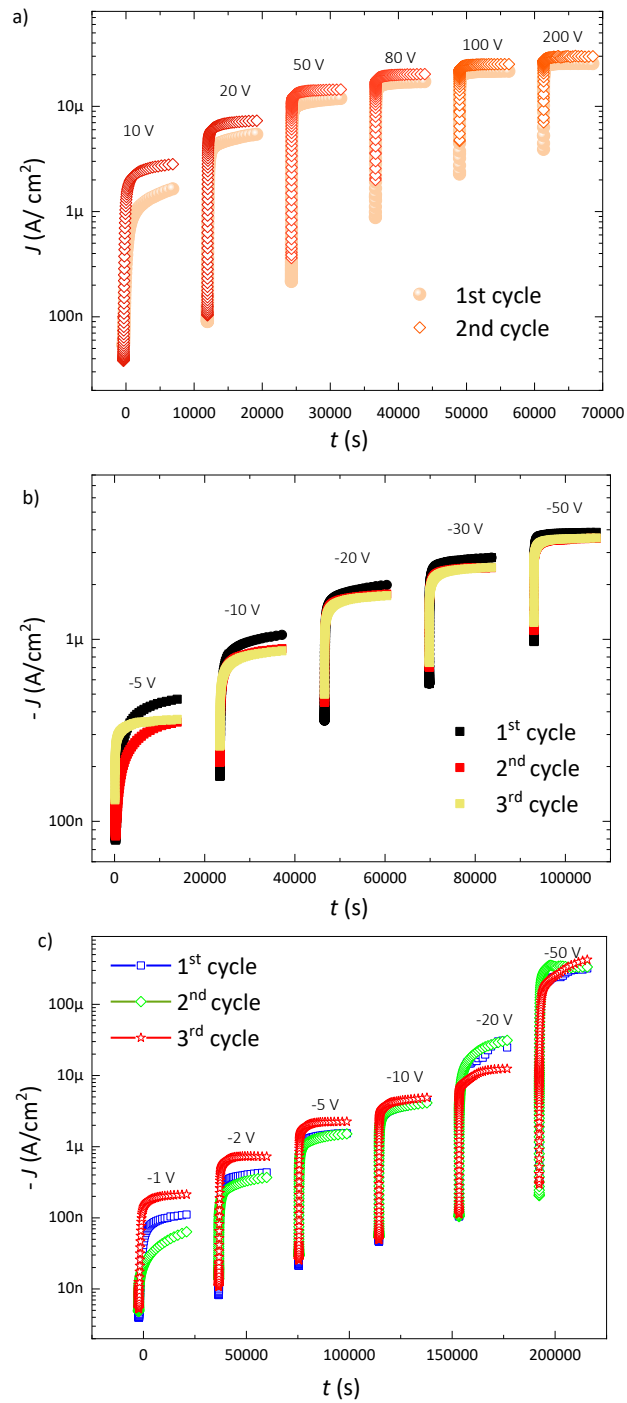 a)
J (A/ cm²)
10μ
1μ
100n
10 V
20 V
50 V
80 V
100 V
200 V
1st cycle
2nd cycle
0
10000
20000
30000
40000
50000
60000
70000
t (s)
b)
- J (A/cm²)
1μ
100n
-5 V
-10 V
-20 V
-30 V
-50 V
1st cycle
2nd cycle
3rd cycle
0
20000
40000
60000
80000
100000
t (s)
c)
- J (A/cm²)
100μ
10μ
1μ
100n
10n
1st cycle
2nd cycle
3rd cycle
-1 V
-2 V
-5 V
-10 V
-20 V
-50 V
0
50000
100000
150000
200000
t (s)